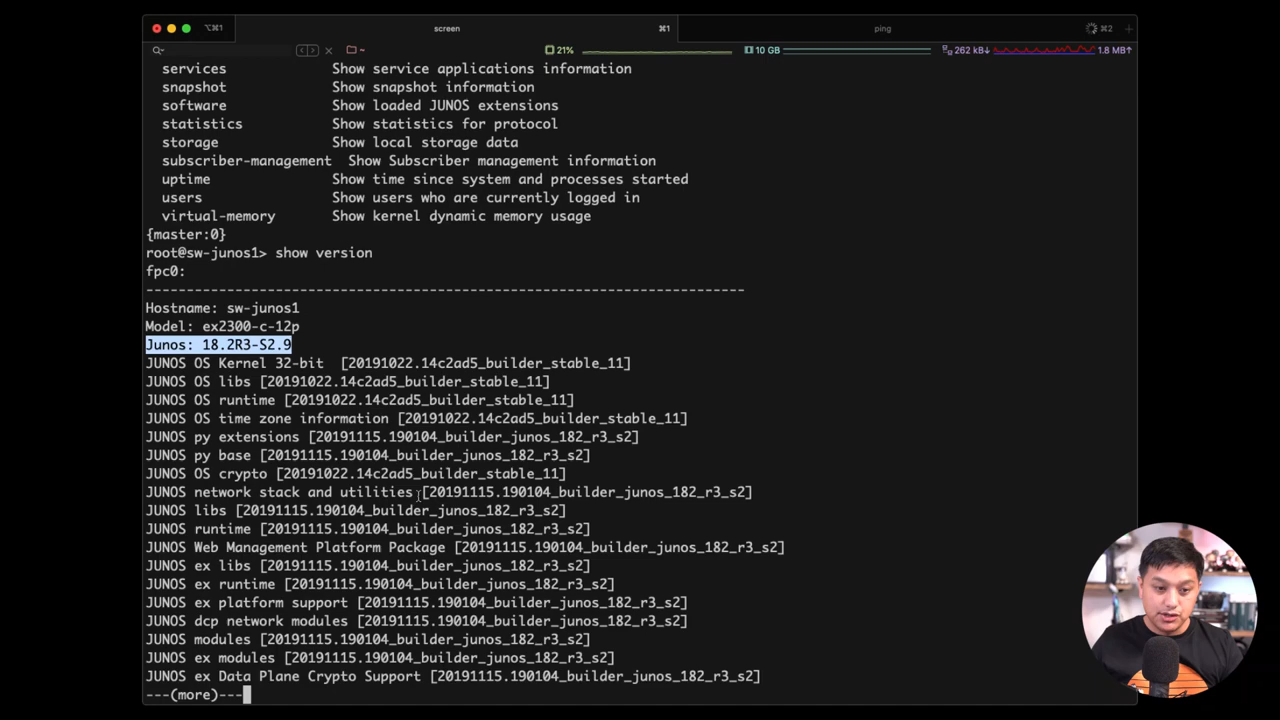 ⌥⌘1
screen
⌘1
ping
⌘2
~
21%
10 GB
262 kB↓
1.8 MB↑
services Show service applications information
snapshot Show snapshot information
software Show loaded JUNOS extensions
statistics Show statistics for protocol
storage Show local storage data
subscriber-management Show Subscriber management information
uptime Show time since system and processes started
users Show users who are currently logged in
virtual-memory Show kernel dynamic memory usage
{master:0}
root@sw-junos1> show version
fpc0:
--------------------------------------------------------------------------
Hostname: sw-junos1
Model: ex2300-c-12p
Junos: 18.2R3-S2.9
JUNOS OS Kernel 32-bit [20191022.14c2ad5_builder_stable_11]
JUNOS OS libs [20191022.14c2ad5_builder_stable_11]
JUNOS OS runtime [20191022.14c2ad5_builder_stable_11]
JUNOS OS time zone information [20191022.14c2ad5_builder_stable_11]
JUNOS py extensions [20191115.190104_builder_junos_182_r3_s2]
JUNOS py base [20191115.190104_builder_junos_182_r3_s2]
JUNOS OS crypto [20191022.14c2ad5_builder_stable_11]
JUNOS network stack and utilities [20191115.190104_builder_junos_182_r3_s2]
JUNOS libs [20191115.190104_builder_junos_182_r3_s2]
JUNOS runtime [20191115.190104_builder_junos_182_r3_s2]
JUNOS Web Management Platform Package [20191115.190104_builder_junos_182_r3_s2]
JUNOS ex libs [20191115.190104_builder_junos_182_r3_s2]
JUNOS ex runtime [20191115.190104_builder_junos_182_r3_s2]
JUNOS ex platform support [20191115.190104_builder_junos_182_r3_s2]
JUNOS dcp network modules [20191115.190104_builder_junos_182_r3_s2]
JUNOS modules [20191115.190104_builder_junos_182_r3_s2]
JUNOS ex modules [20191115.190104_builder_junos_182_r3_s2]
JUNOS ex Data Plane Crypto Support [20191115.190104_builder_junos_182_r3_s2]
---(more)---